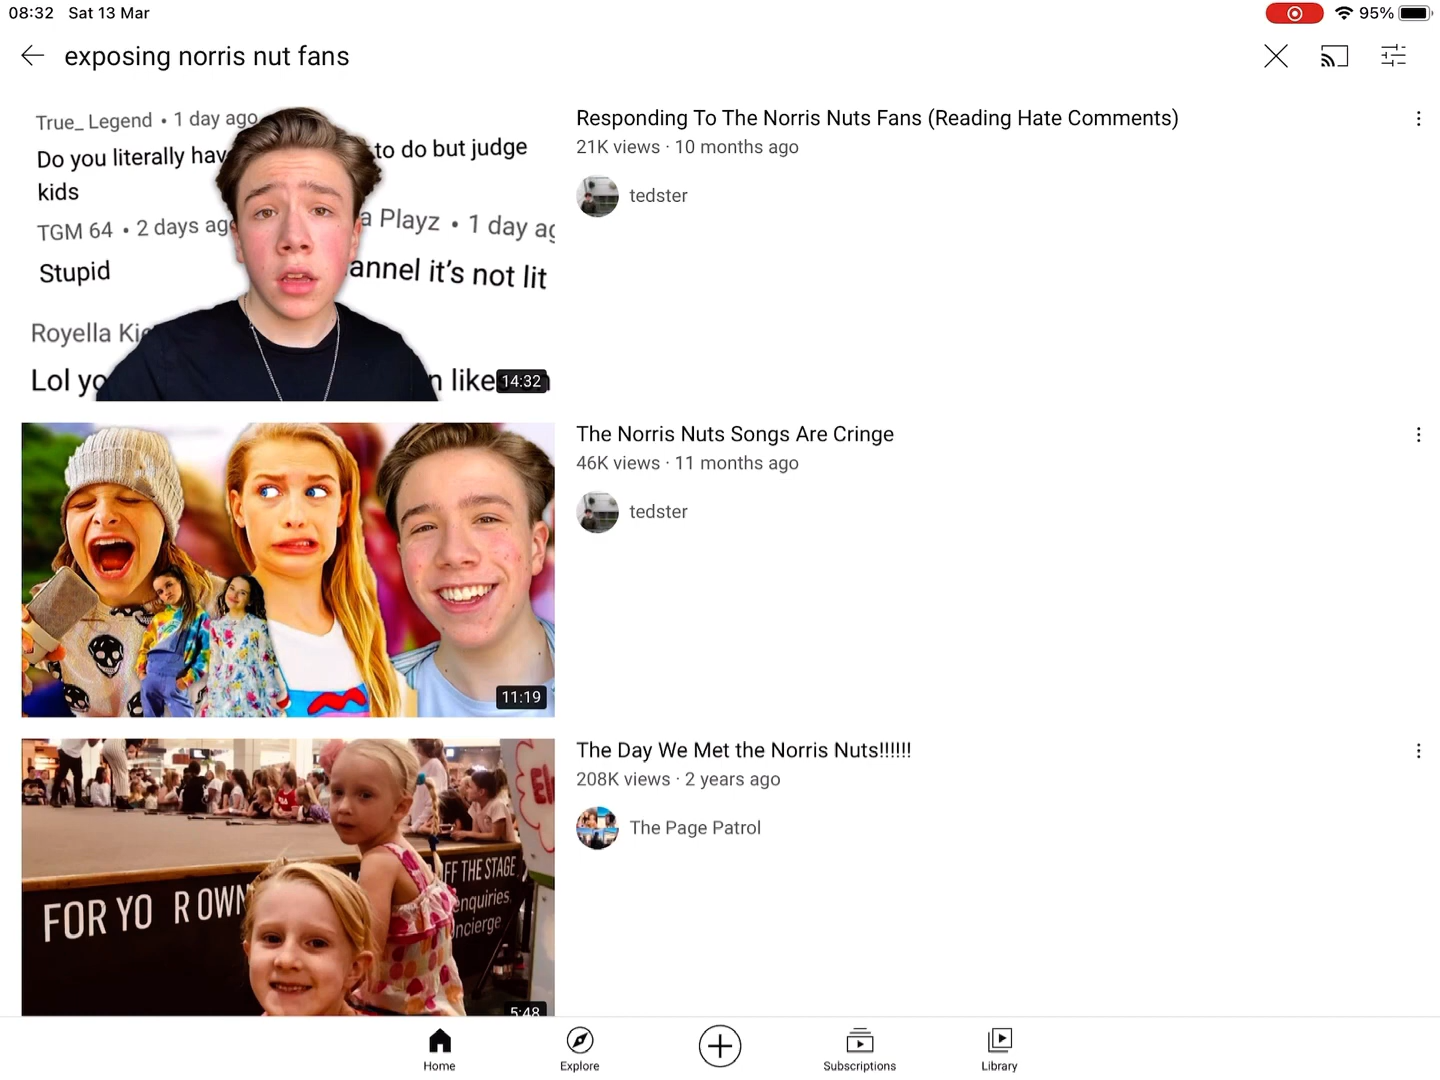 08:32 Sat 13 Mar
95%
exposing norris nut fans
True_Legend • 1 day ago
Do you literally hav to do but judge
kids
TGM 64 • 2 days ag a Playz • 1 day ag
Stupid annel it's not lit
Royella Kie
Lol yo n like
14:32
Responding To The Norris Nuts Fans (Reading Hate Comments)
21K views · 10 months ago
tedster
11:19
The Norris Nuts Songs Are Cringe
46K views · 11 months ago
tedster
FOR YO R OWN
FF THE STAGE
enquiries
ncierge
5:48
The Day We Met the Norris Nuts!!!!!!
208K views · 2 years ago
The Page Patrol
Home
Explore
Subscriptions
Library